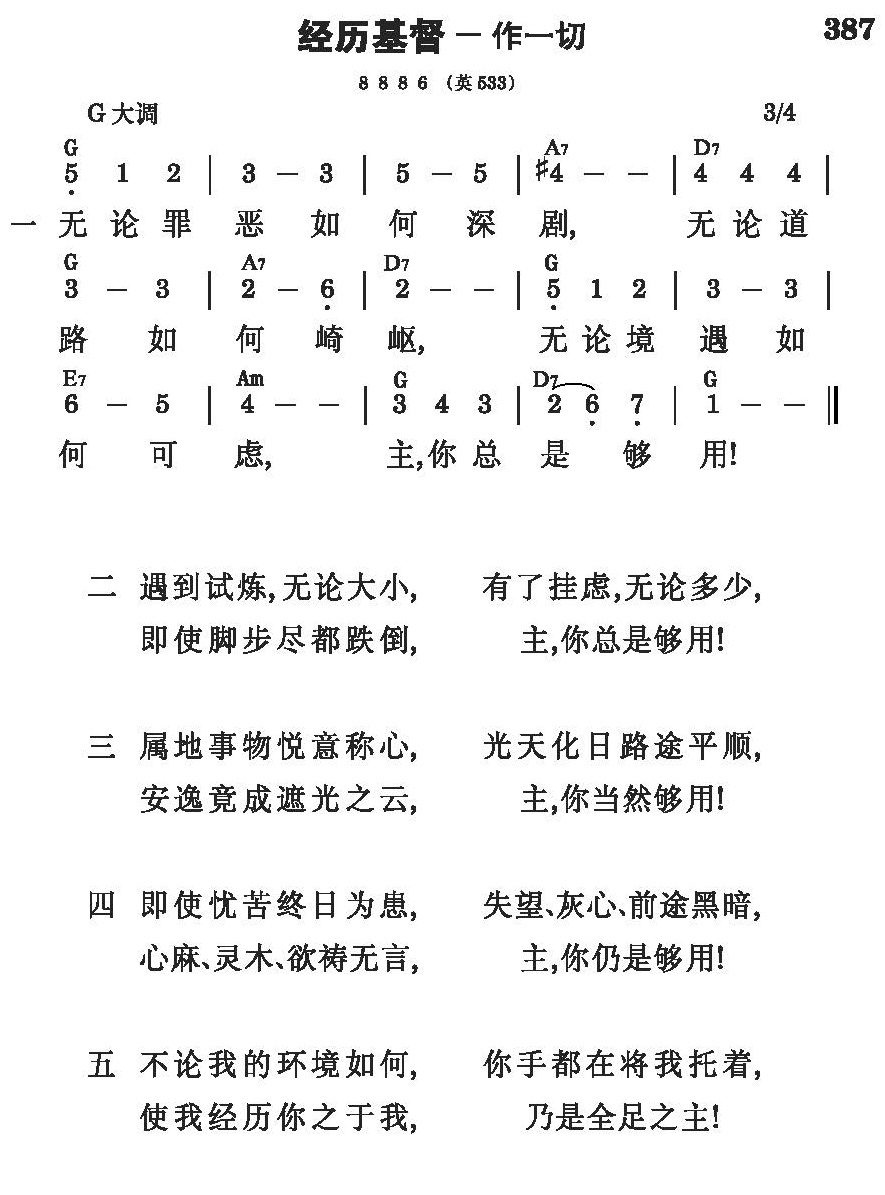 经历基督 — 作一切 387
8 8 8 6 (英533)
G大调 3/4
G A7 D7
5 1 2 | 3 — 3 | 5 — 5 | #4 — — | 4 4 4 |
一 无论罪恶如何深剧, 无论道
G A7 D7 G
3 — 3 | 2 — 6 | 2 — — | 5 1 2 | 3 — 3 |
路如何崎岖, 无论境遇如
E7 Am G D7 G
6 — 5 | 4 — — | 3 4 3 | 2 6 7 | 1 — — ‖
何可虑, 主,你总是够用!
二 遇到试炼,无论大小, 有了挂虑,无论多少,
即使脚步尽都跌倒, 主,你总是够用!
三 属地事物悦意称心, 光天化日路途平顺,
安逸竟成遮光之云, 主,你当然够用!
四 即使忧苦终日为患, 失望、灰心、前途黑暗,
心麻、灵木、欲祷无言, 主,你仍是够用!
五 不论我的环境如何, 你手都在将我托着,
使我经历你之于我, 乃是全足之主!